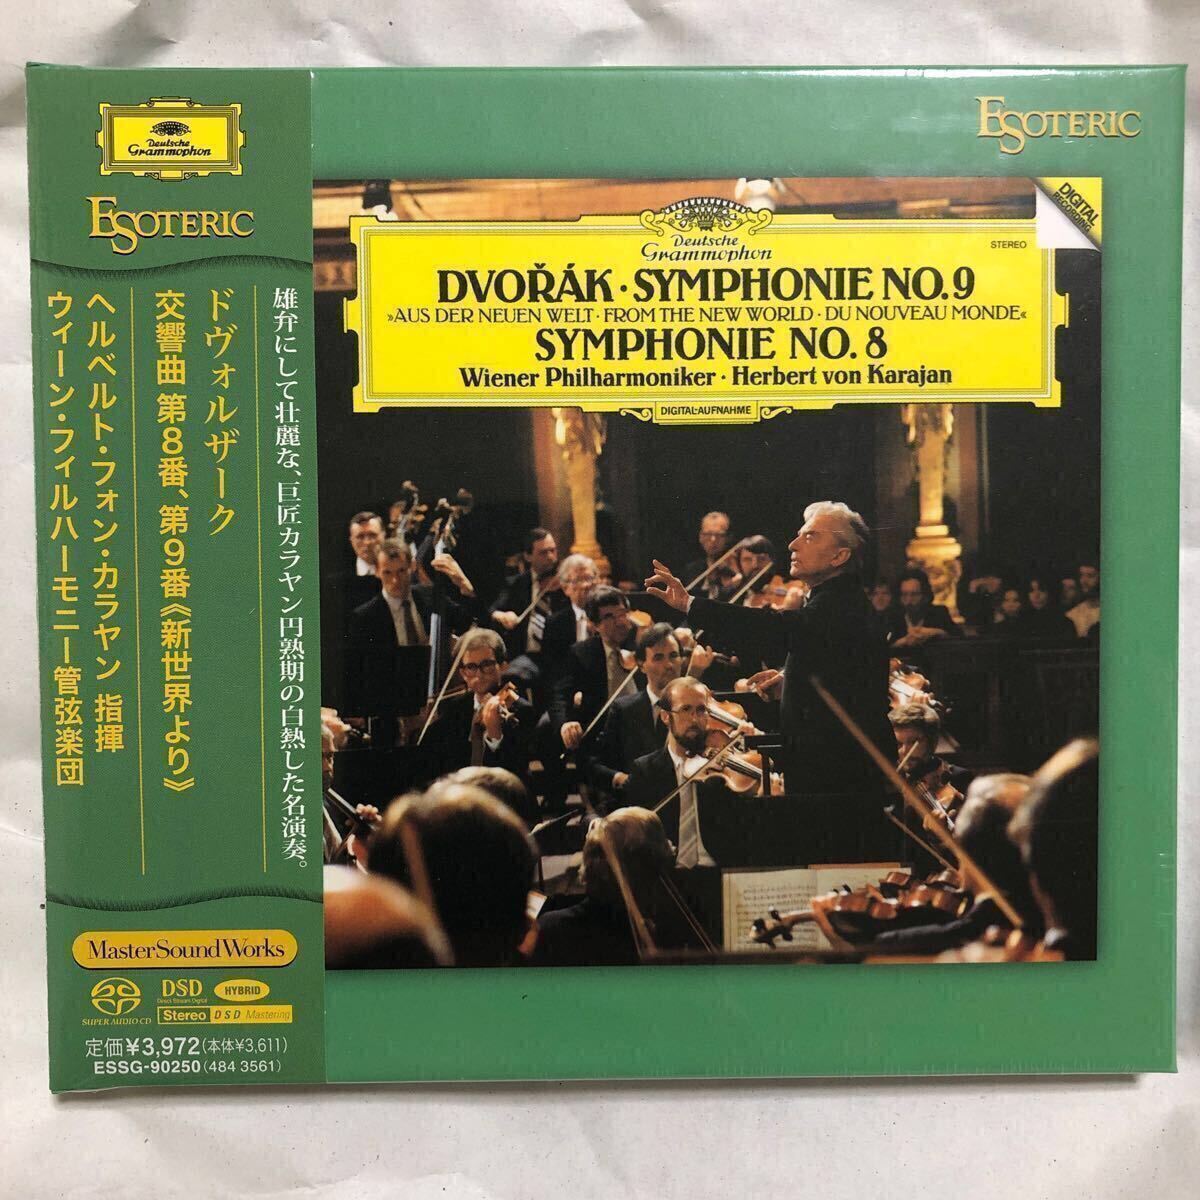 Deutsche
Grammophon
ESOTERIC
雄弁にして壮麗な、巨匠カラヤン円熟期の白熱した名演奏。
ドヴォルザーク
交響曲 第8番、第9番《新世界より》
ヘルベルト・フォン・カラヤン 指揮
ウィーン・フィルハーモニー管弦楽団
MasterSoundWorks
SUPER AUDIO CD
DSD
Direct Stream Digital
HYBRID
Stereo DSD Mastering
定価¥3,972(本体¥3,611)
ESSG-90250(484 3561)
ESOTERIC
DIGITAL
RECORDING
STEREO
Deutsche
Grammophon
DVOŘÁK · SYMPHONIE NO. 9
»AUS DER NEUEN WELT · FROM THE NEW WORLD · DU NOUVEAU MONDE«
SYMPHONIE NO. 8
Wiener Philharmoniker · Herbert von Karajan
DIGITAL-AUFNAHME